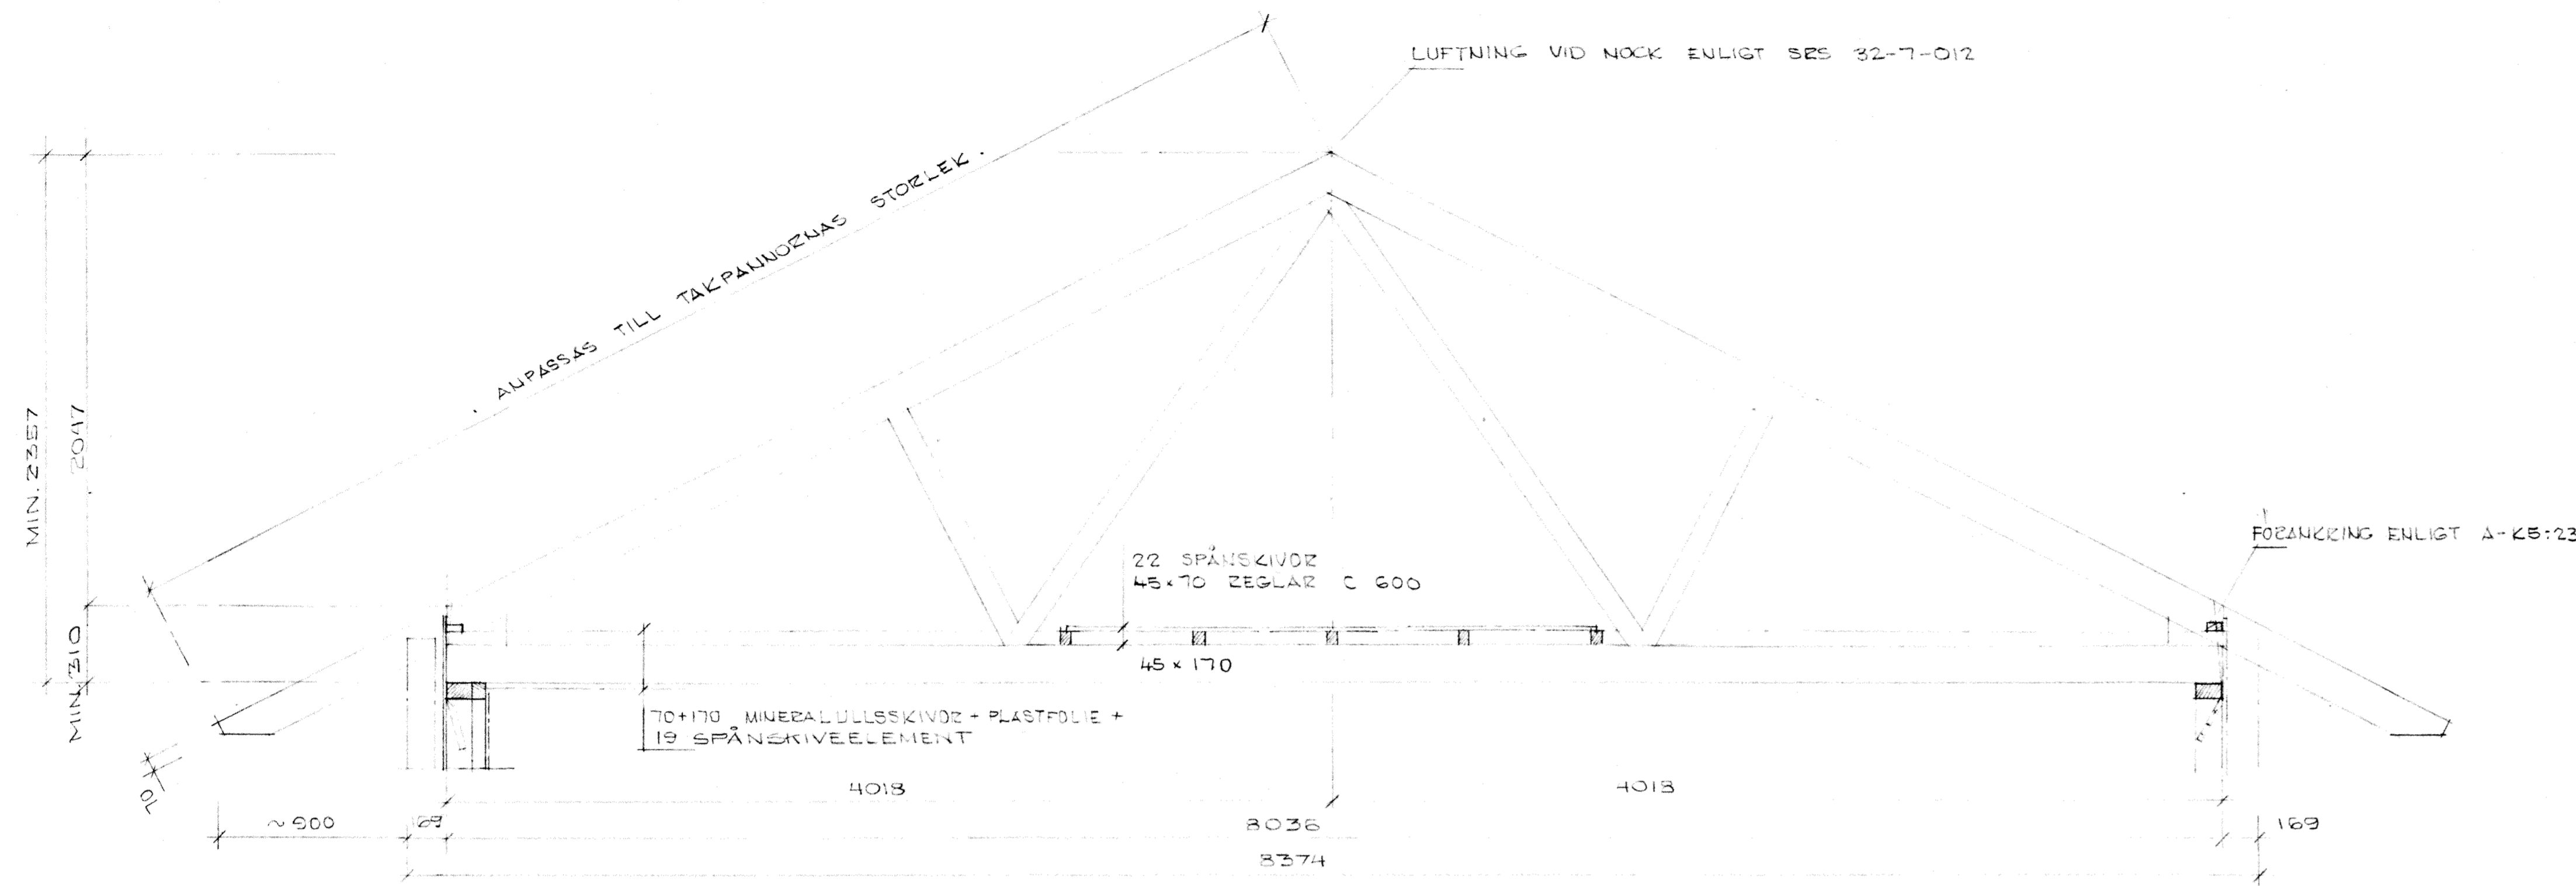 LUFTNING VID NOCK ENLIGT SBS 32-7-012
. ANPASSAS TILL TAKPANNORNAS STORLEK .
MIN. 2357
2047
MIN. 310
FÖRANKRING ENLIGT A-K5:23
22 SPÅNSKIVOR
45x70 REGLAR C 600
45 x 170
70+170 MINERALULLSSKIVOR + PLASTFOLIE +
19 SPÅNSKIVEELEMENT
70
4018
4018
~900
169
8036
169
8374